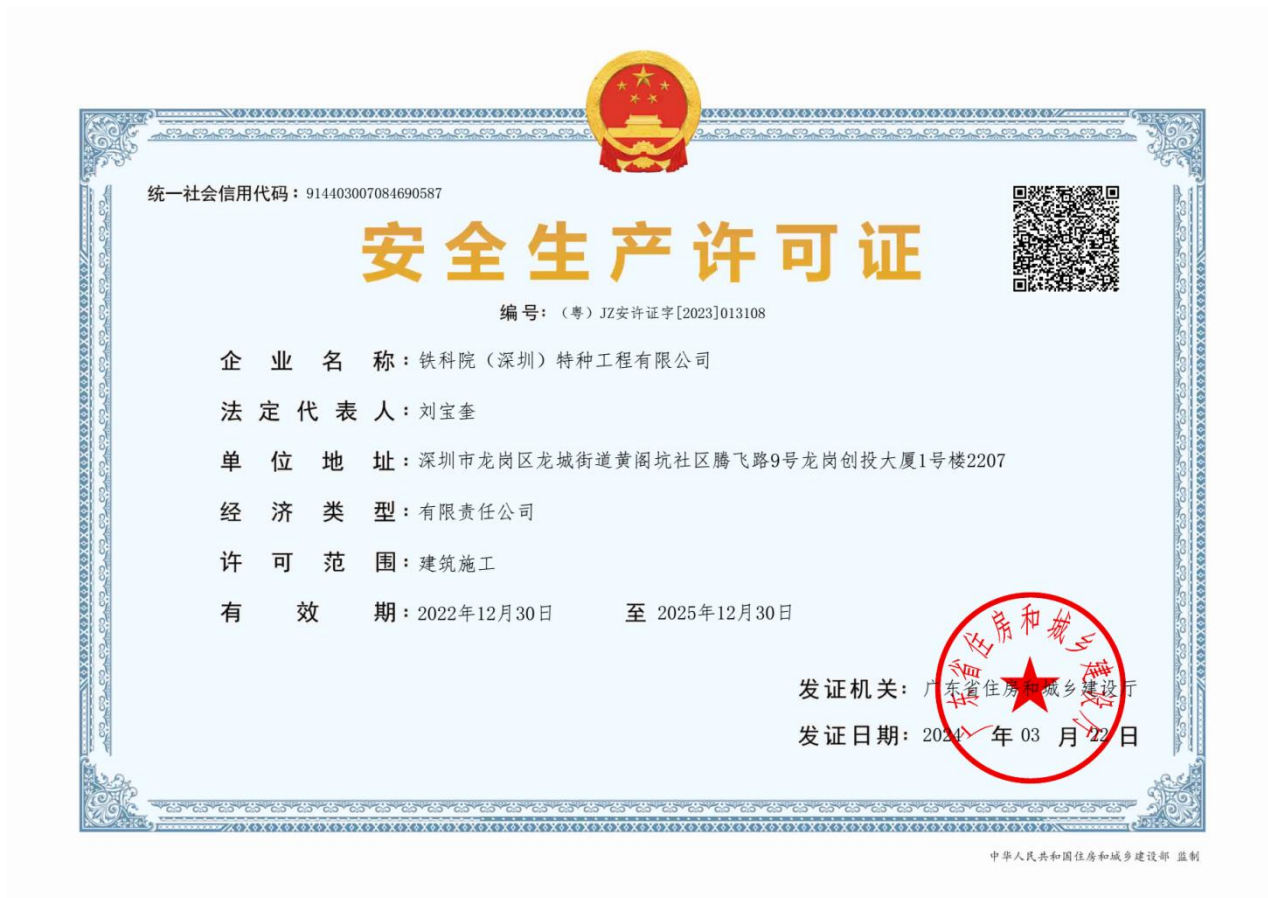 统一社会信用代码：914403007084690587
安全生产许可证
编号：（粤）JZ安许证字[2023]013108
企业名称：铁科院（深圳）特种工程有限公司
法定代表人：刘宝奎
单位地址：深圳市龙岗区龙城街道黄阁坑社区腾飞路9号龙岗创投大厦1号楼2207
经济类型：有限责任公司
许可范围：建筑施工
有效期：2022年12月30日 至 2025年12月30日
广东省住房和城乡建设厅
发证机关：广东省住房和城乡建设厅
发证日期：2024年03月22日
中华人民共和国住房和城乡建设部 监制